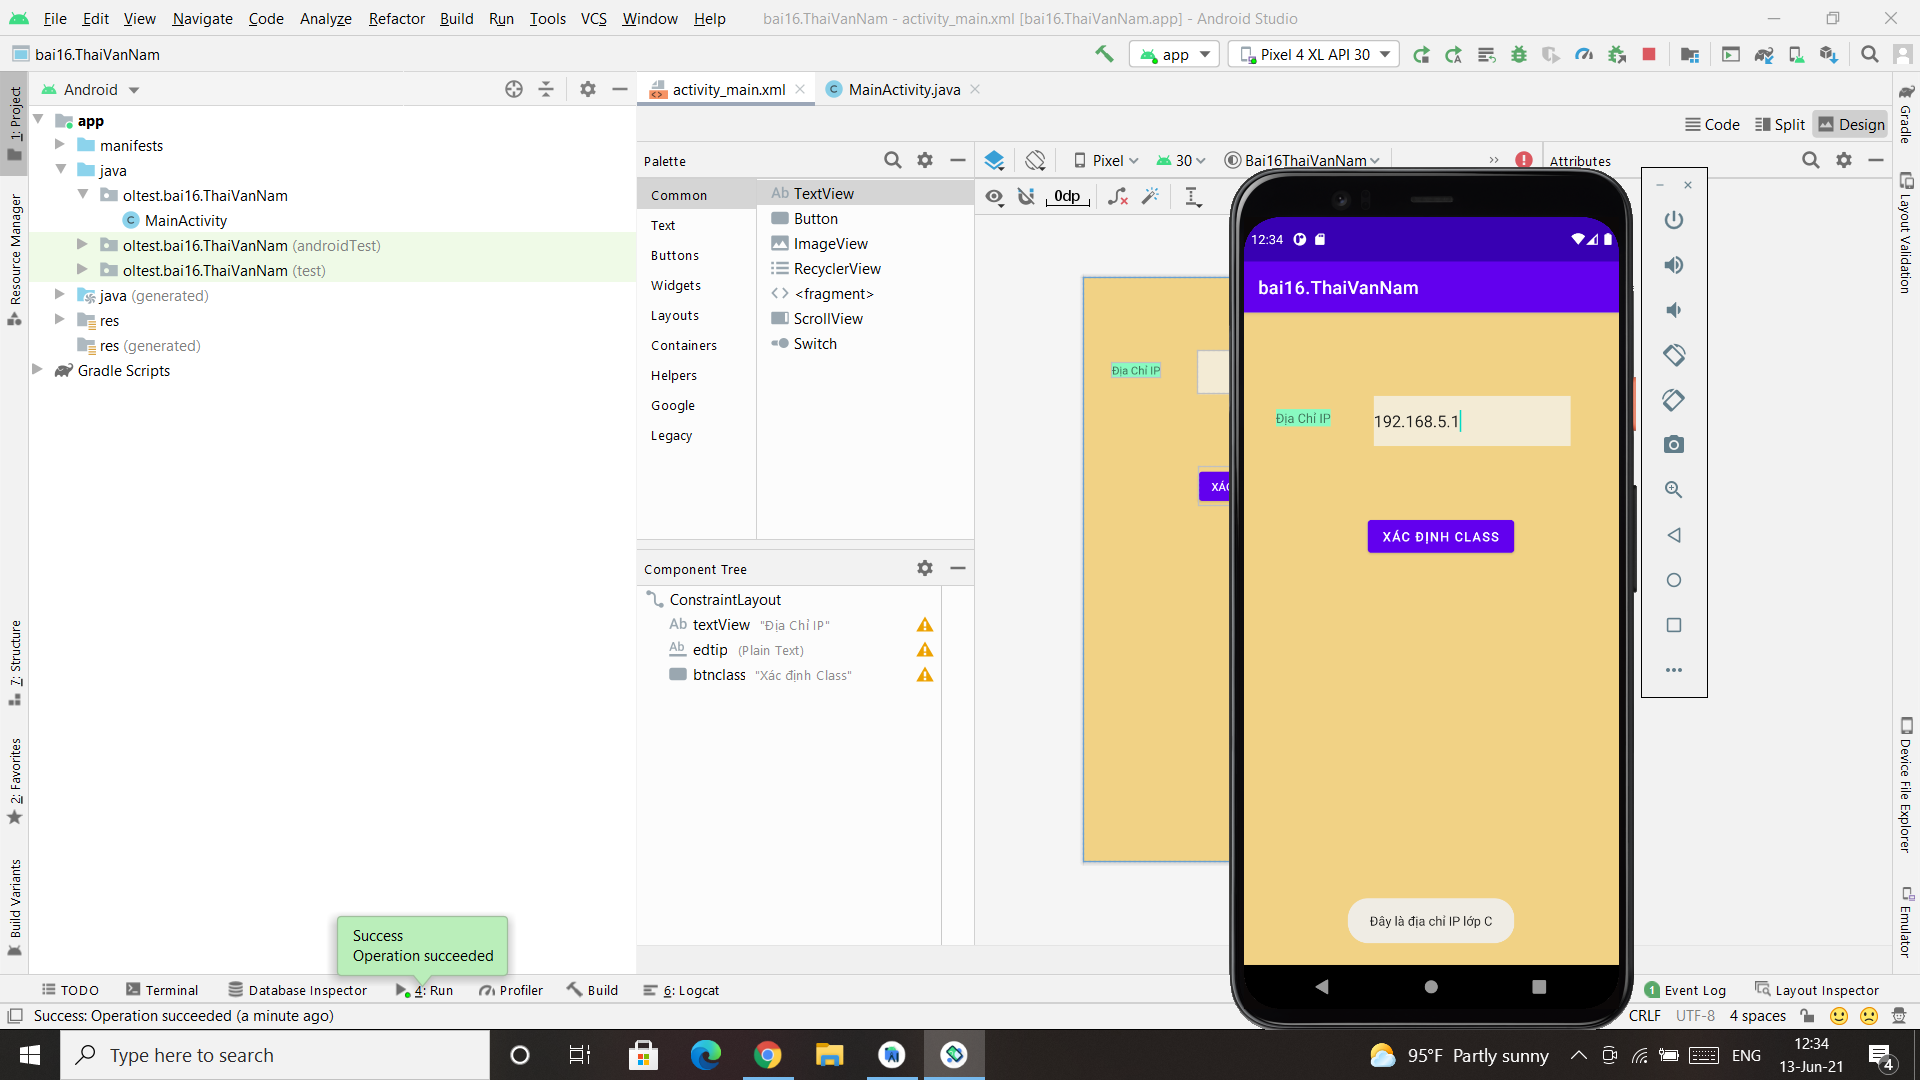 File Edit View Navigate Code Analyze Refactor Build Run Tools VCS Window Help
bai16.ThaiVanNam - activity_main.xml [bai16.ThaiVanNam.app] - Android Studio
bai16.ThaiVanNam
app
Pixel 4 XL API 30
Android
activity_main.xml
MainActivity.java
1: Project
Resource Manager
7: Structure
2: Favorites
Build Variants
app
manifests
java
oltest.bai16.ThaiVanNam
MainActivity
oltest.bai16.ThaiVanNam (androidTest)
oltest.bai16.ThaiVanNam (test)
java (generated)
res
res (generated)
Gradle Scripts
Code Split Design
Palette
Common
Text
Buttons
Widgets
Layouts
Containers
Helpers
Google
Legacy
Ab TextView
Button
ImageView
RecyclerView
<fragment>
ScrollView
Switch
Pixel 30 Bai16ThaiVanNam
0dp
Attributes
Component Tree
ConstraintLayout
Ab textView "Địa Chỉ IP"
Ab edtip (Plain Text)
btnclass "Xác định Class"
Địa Chỉ IP
XÁC
12:34
bai16.ThaiVanNam
Địa Chỉ IP
192.168.5.1
XÁC ĐỊNH CLASS
Đây là địa chỉ IP lớp C
Gradle
Layout Validation
Device File Explorer
Emulator
Success
Operation succeeded
TODO Terminal Database Inspector 4: Run Profiler Build 6: Logcat
1 Event Log Layout Inspector
Success: Operation succeeded (a minute ago)
CRLF UTF-8 4 spaces
Type here to search
95°F Partly sunny
ENG
12:34
13-Jun-21
4